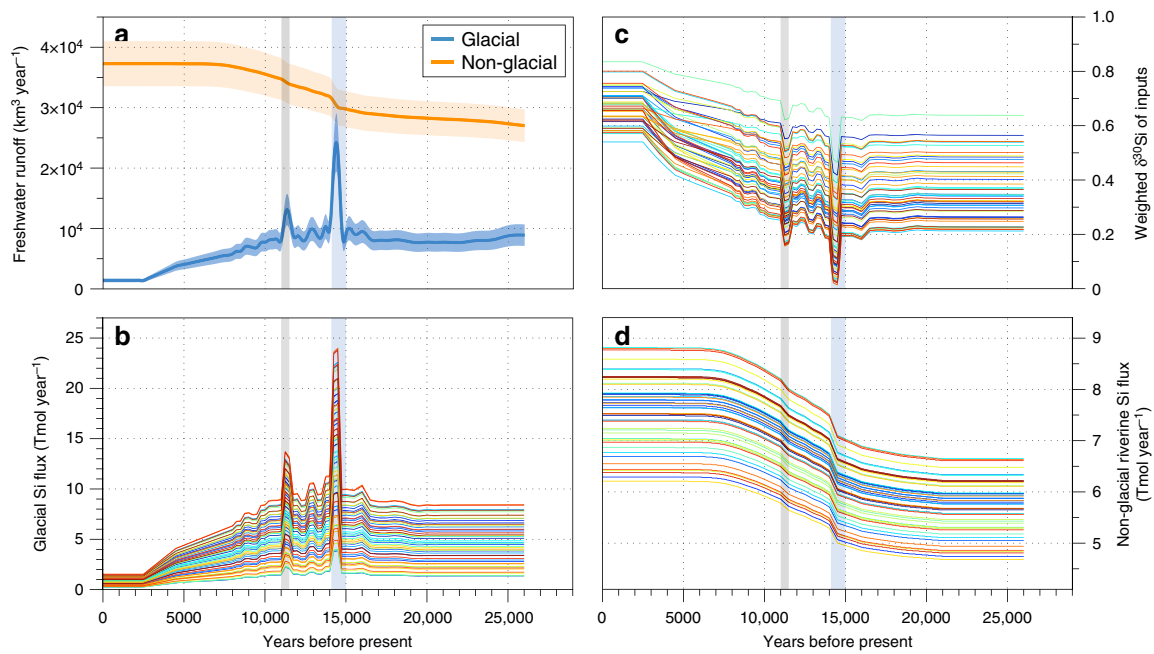 a
Freshwater runoff (km³ year⁻¹)
4×10⁴
3×10⁴
2×10⁴
10⁴
0
Glacial
Non-glacial
c
Weighted δ³⁰Si of inputs
1.0
0.8
0.6
0.4
0.2
0
b
Glacial Si flux (Tmol year⁻¹)
25
20
15
10
5
0
0 5000 10,000 15,000 20,000 25,000
Years before present
d
Non-glacial riverine Si flux
(Tmol year⁻¹)
9
8
7
6
5
0 5000 10,000 15,000 20,000 25,000
Years before present